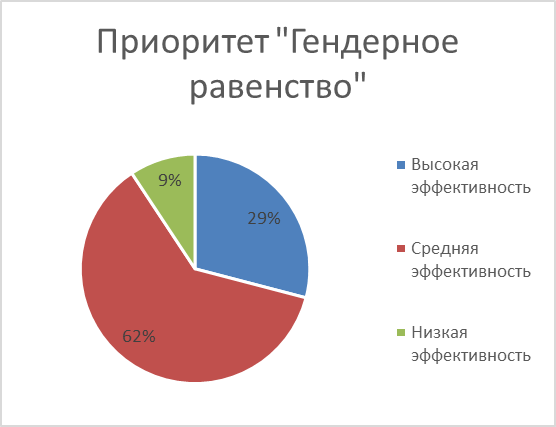 Приоритет "Гендерное
равенство"
9%
29%
62%
Высокая
эффективность
Средняя
эффективность
Низкая
эффективность